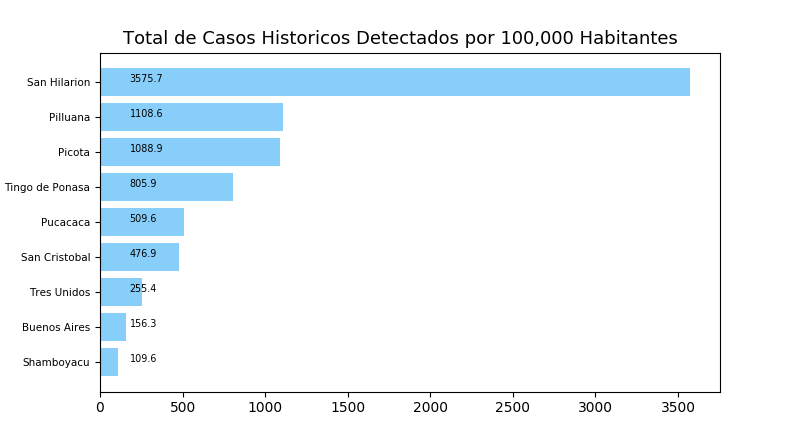 Total de Casos Historicos Detectados por 100,000 Habitantes
San Hilarion 3575.7
Pilluana 1108.6
Picota 1088.9
Tingo de Ponasa 805.9
Pucacaca 509.6
San Cristobal 476.9
Tres Unidos 255.4
Buenos Aires 156.3
Shamboyacu 109.6
0 500 1000 1500 2000 2500 3000 3500